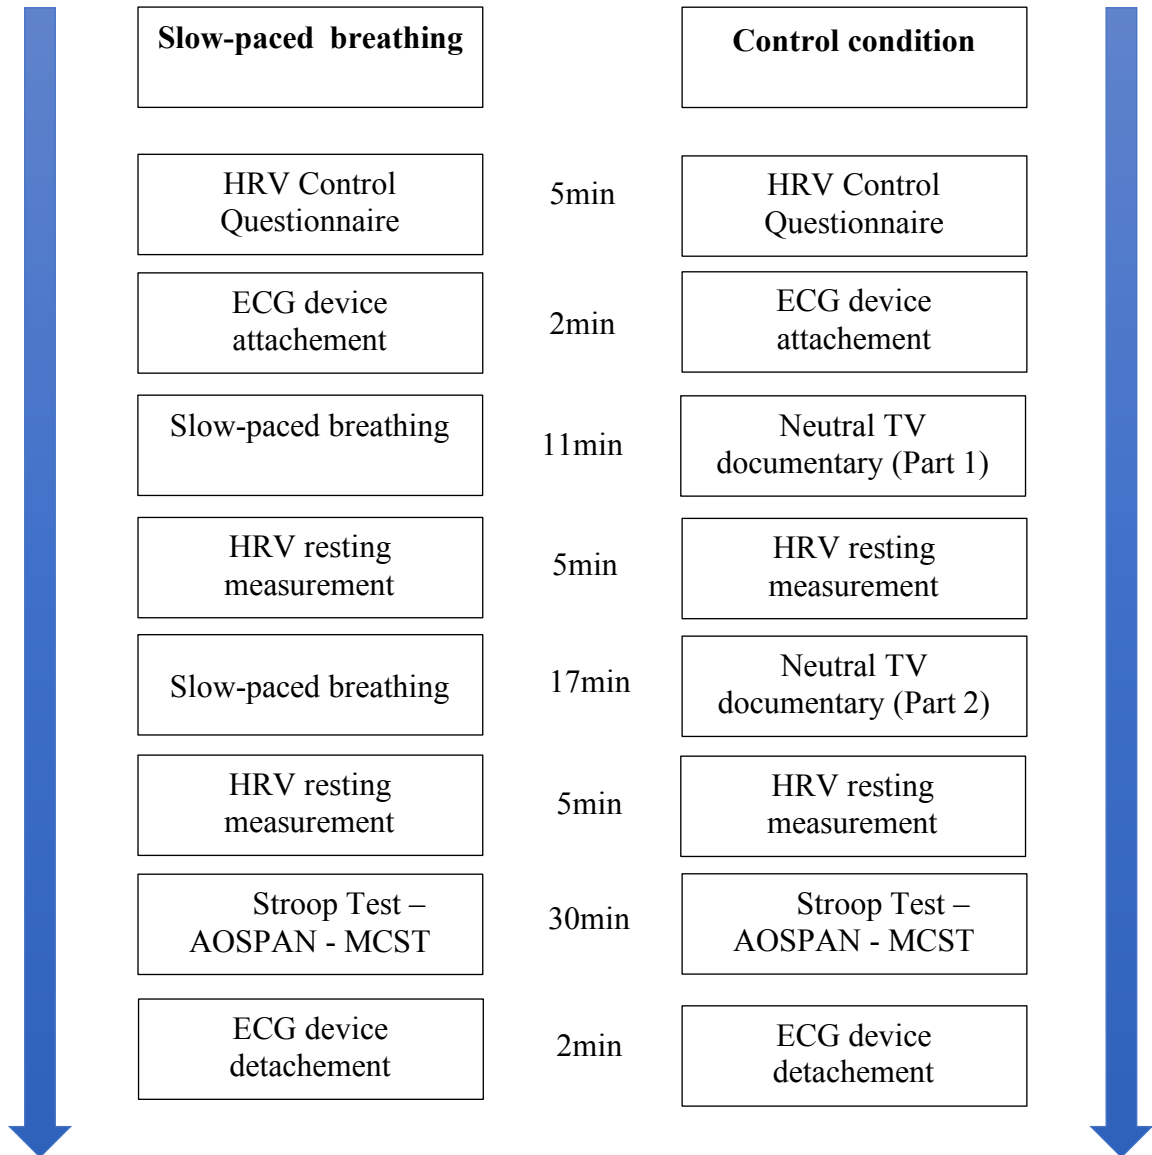 Slow-paced breathing
Control condition
HRV Control
Questionnaire
5min
HRV Control
Questionnaire
ECG device
attachement
2min
ECG device
attachement
Slow-paced breathing
11min
Neutral TV
documentary (Part 1)
HRV resting
measurement
5min
HRV resting
measurement
Slow-paced breathing
17min
Neutral TV
documentary (Part 2)
HRV resting
measurement
5min
HRV resting
measurement
Stroop Test –
AOSPAN - MCST
30min
Stroop Test –
AOSPAN - MCST
ECG device
detachement
2min
ECG device
detachement